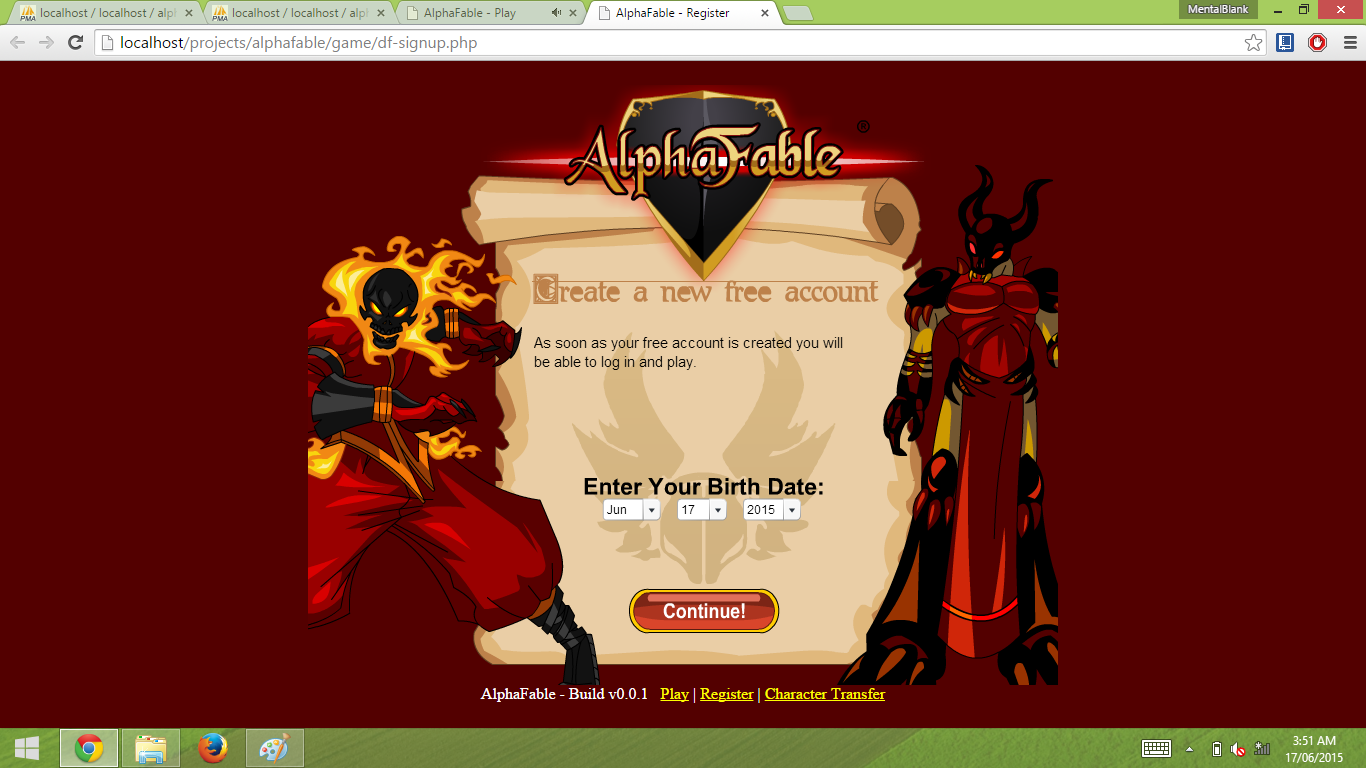 localhost / localhost / alp
localhost / localhost / alp
AlphaFable - Play
AlphaFable - Register
MentalBlank
localhost/projects/alphafable/game/df-signup.php
AlphaFable
®
Create a new free account
As soon as your free account is created you will
be able to log in and play.
Enter Your Birth Date:
Jun 17 2015
Continue!
AlphaFable - Build v0.0.1 Play | Register | Character Transfer
3:51 AM
17/06/2015